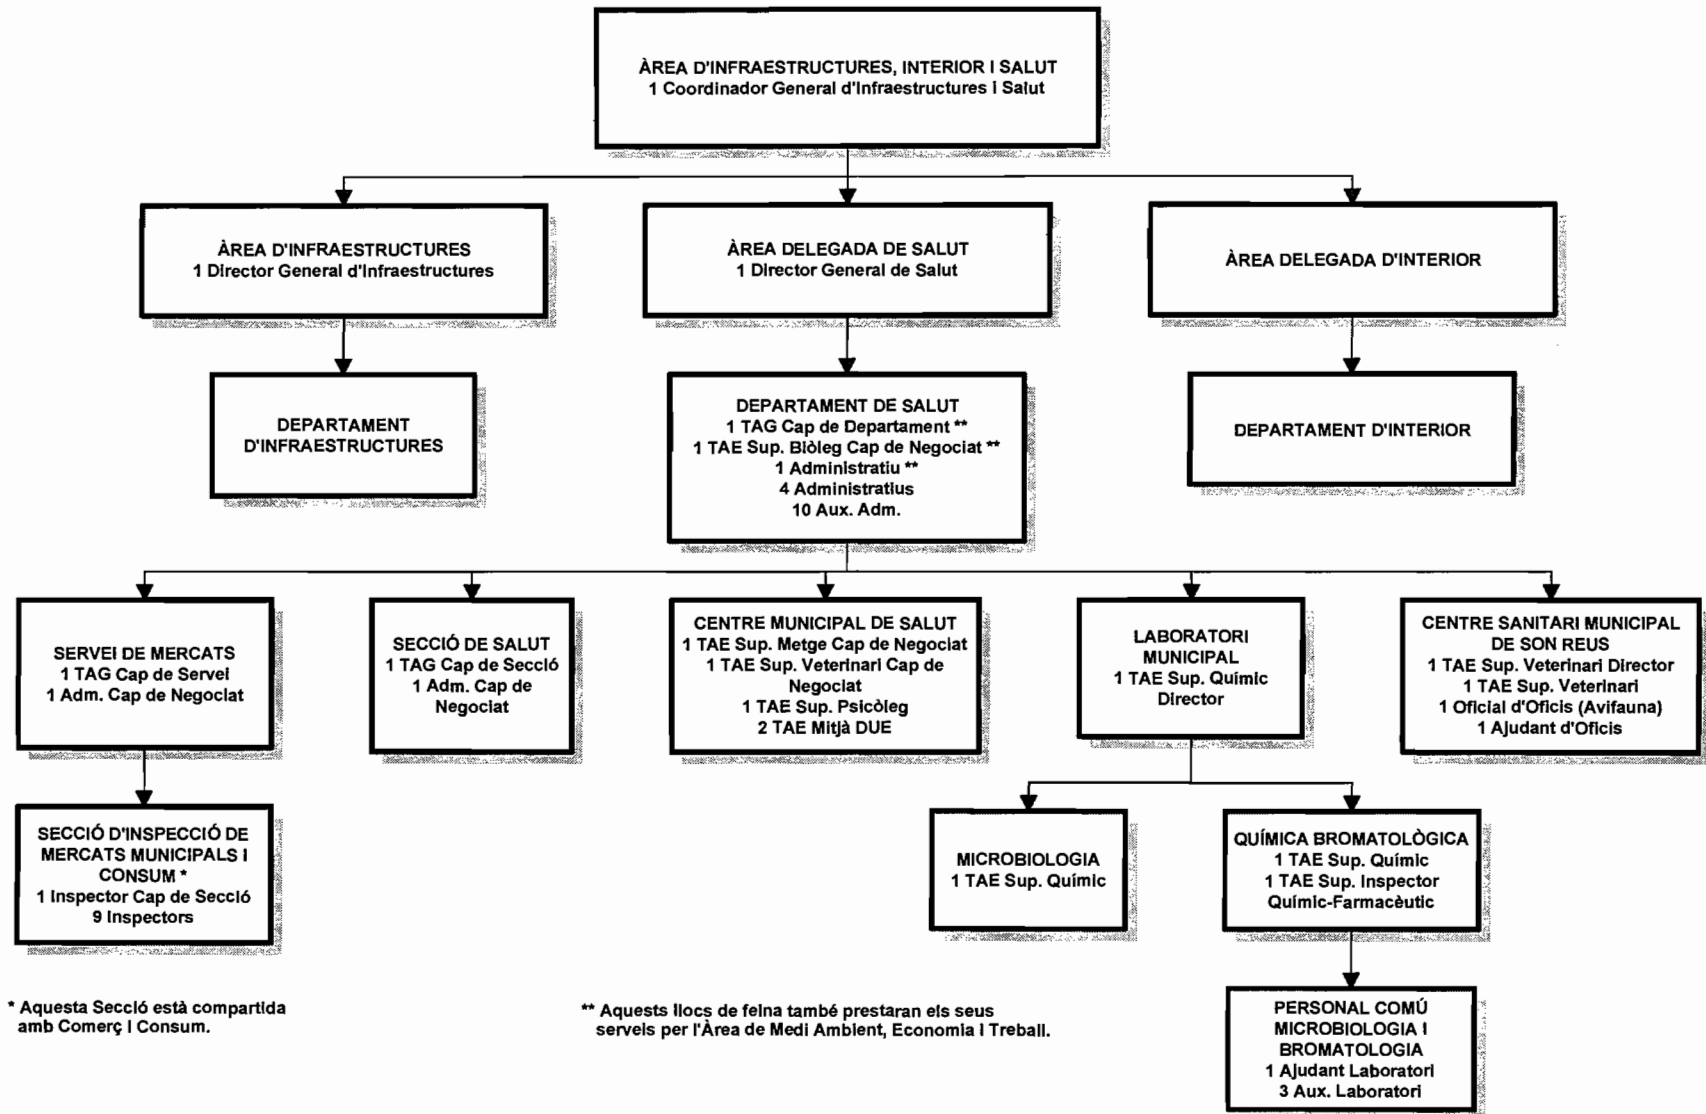 ÀREA D'INFRAESTRUCTURES, INTERIOR I SALUT
1 Coordinador General d'Infraestructures i Salut
ÀREA D'INFRAESTRUCTURES
1 Director General d'Infraestructures
ÀREA DELEGADA DE SALUT
1 Director General de Salut
ÀREA DELEGADA D'INTERIOR
DEPARTAMENT
D'INFRAESTRUCTURES
DEPARTAMENT DE SALUT
1 TAG Cap de Departament **
1 TAE Sup. Biòleg Cap de Negociat **
1 Administratiu **
4 Administratius
10 Aux. Adm.
DEPARTAMENT D'INTERIOR
SERVEI DE MERCATS
1 TAG Cap de Servei
1 Adm. Cap de Negociat
SECCIÓ DE SALUT
1 TAG Cap de Secció
1 Adm. Cap de
Negociat
CENTRE MUNICIPAL DE SALUT
1 TAE Sup. Metge Cap de Negociat
1 TAE Sup. Veterinari Cap de
Negociat
1 TAE Sup. Psicòleg
2 TAE Mitjà DUE
LABORATORI
MUNICIPAL
1 TAE Sup. Químic
Director
CENTRE SANITARI MUNICIPAL
DE SON REUS
1 TAE Sup. Veterinari Director
1 TAE Sup. Veterinari
1 Oficial d'Oficis (Avifauna)
1 Ajudant d'Oficis
SECCIÓ D'INSPECCIÓ DE
MERCATS MUNICIPALS I
CONSUM *
1 Inspector Cap de Secció
9 Inspectors
MICROBIOLOGIA
1 TAE Sup. Químic
QUÍMICA BROMATOLÒGICA
1 TAE Sup. Químic
1 TAE Sup. Inspector
Químic-Farmacèutic
PERSONAL COMÚ
MICROBIOLOGIA I
BROMATOLOGIA
1 Ajudant Laboratori
3 Aux. Laboratori
* Aquesta Secció està compartida
amb Comerç i Consum.
** Aquests llocs de feina també prestaran els seus
serveis per l'Àrea de Medi Ambient, Economia i Treball.